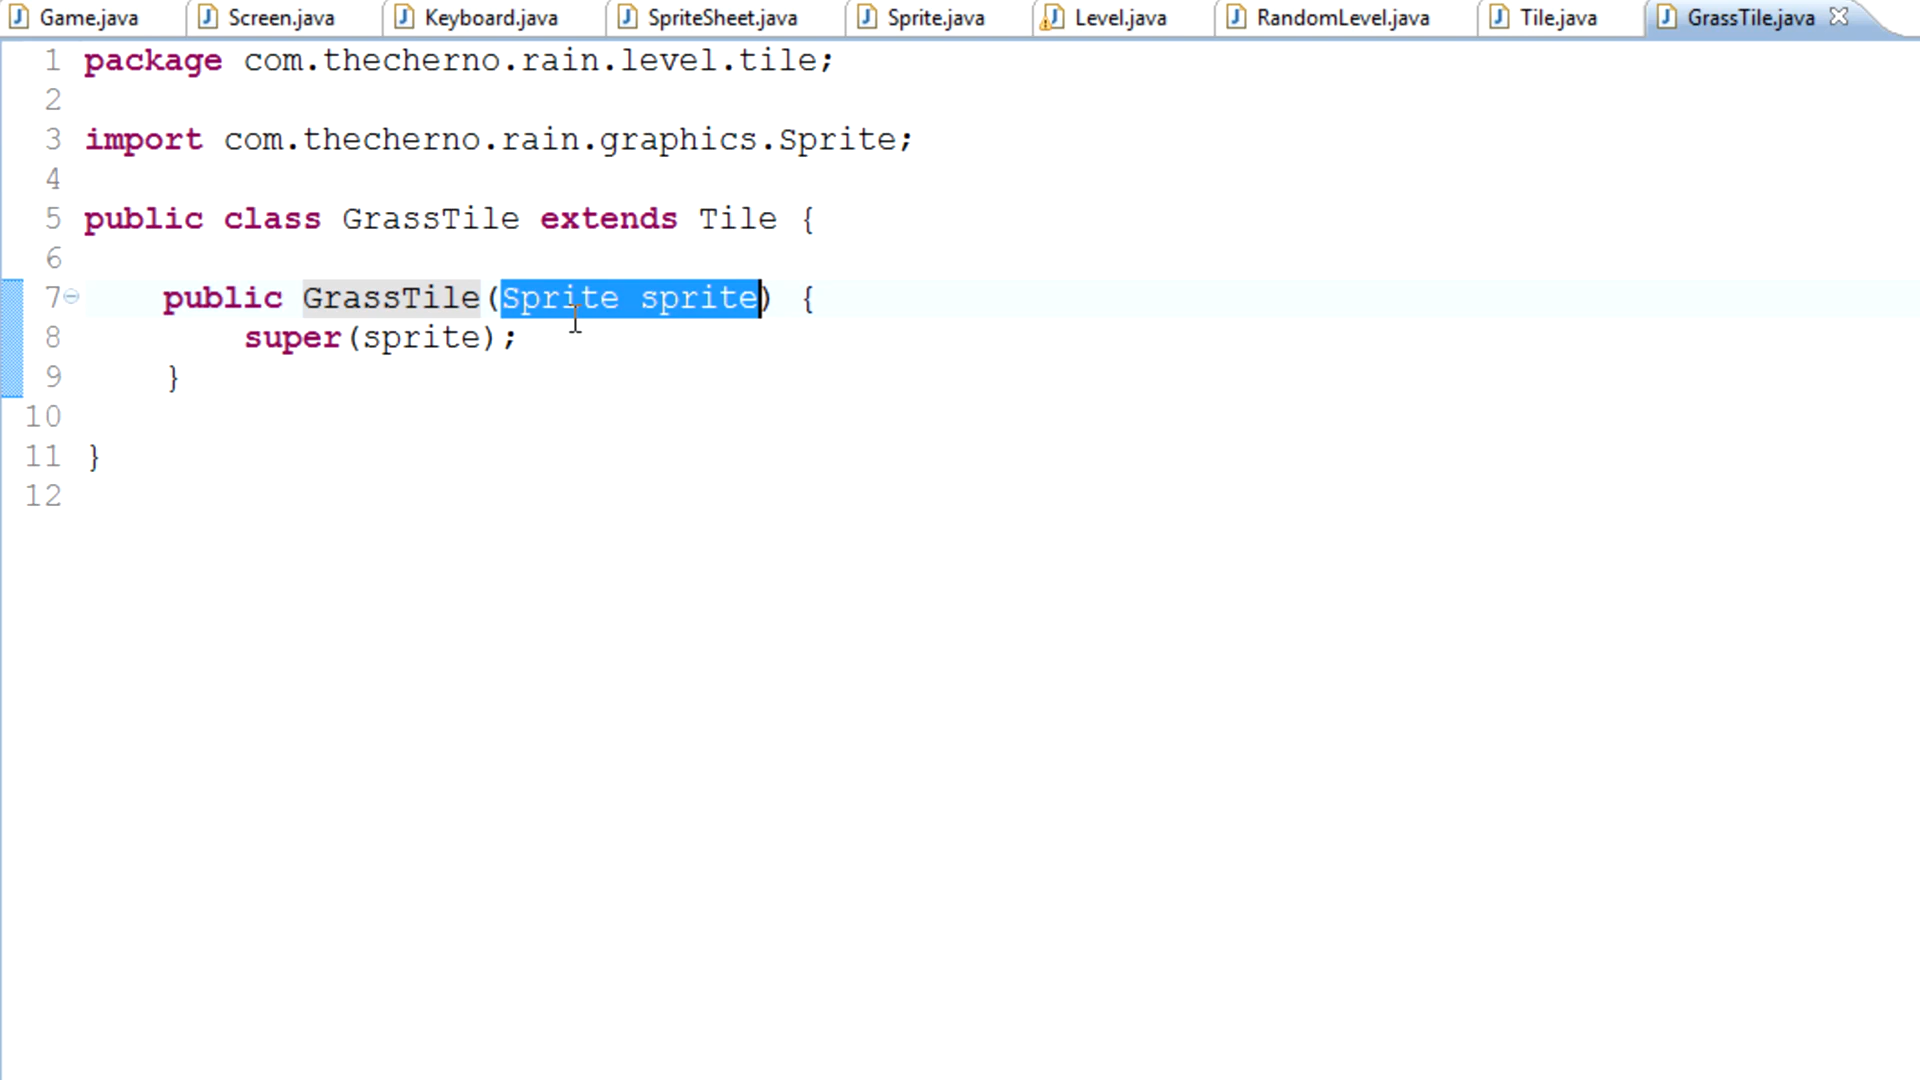 Game.java Screen.java Keyboard.java SpriteSheet.java Sprite.java Level.java RandomLevel.java Tile.java GrassTile.java
1 package com.thecherno.rain.level.tile;
2
3 import com.thecherno.rain.graphics.Sprite;
4
5 public class GrassTile extends Tile {
6
7 public GrassTile(Sprite sprite) {
8 super(sprite);
9 }
10
11 }
12